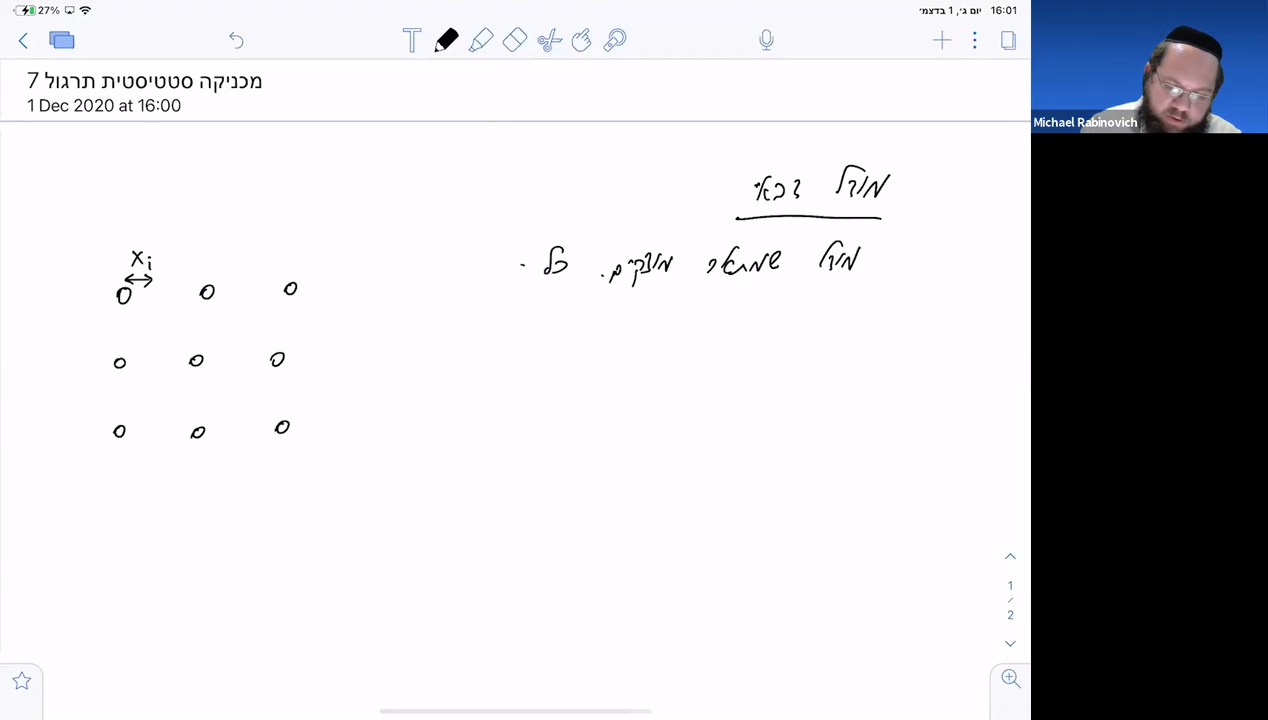 27%
16:01 יום ג׳, 1 בדצמ׳
T
מכניקה סטטיסטית תרגול 7
1 Dec 2020 at 16:00
Michael Rabinovich
מודל דבאי
מודל שמתאר מוצקים. כל
xi
1
/
2